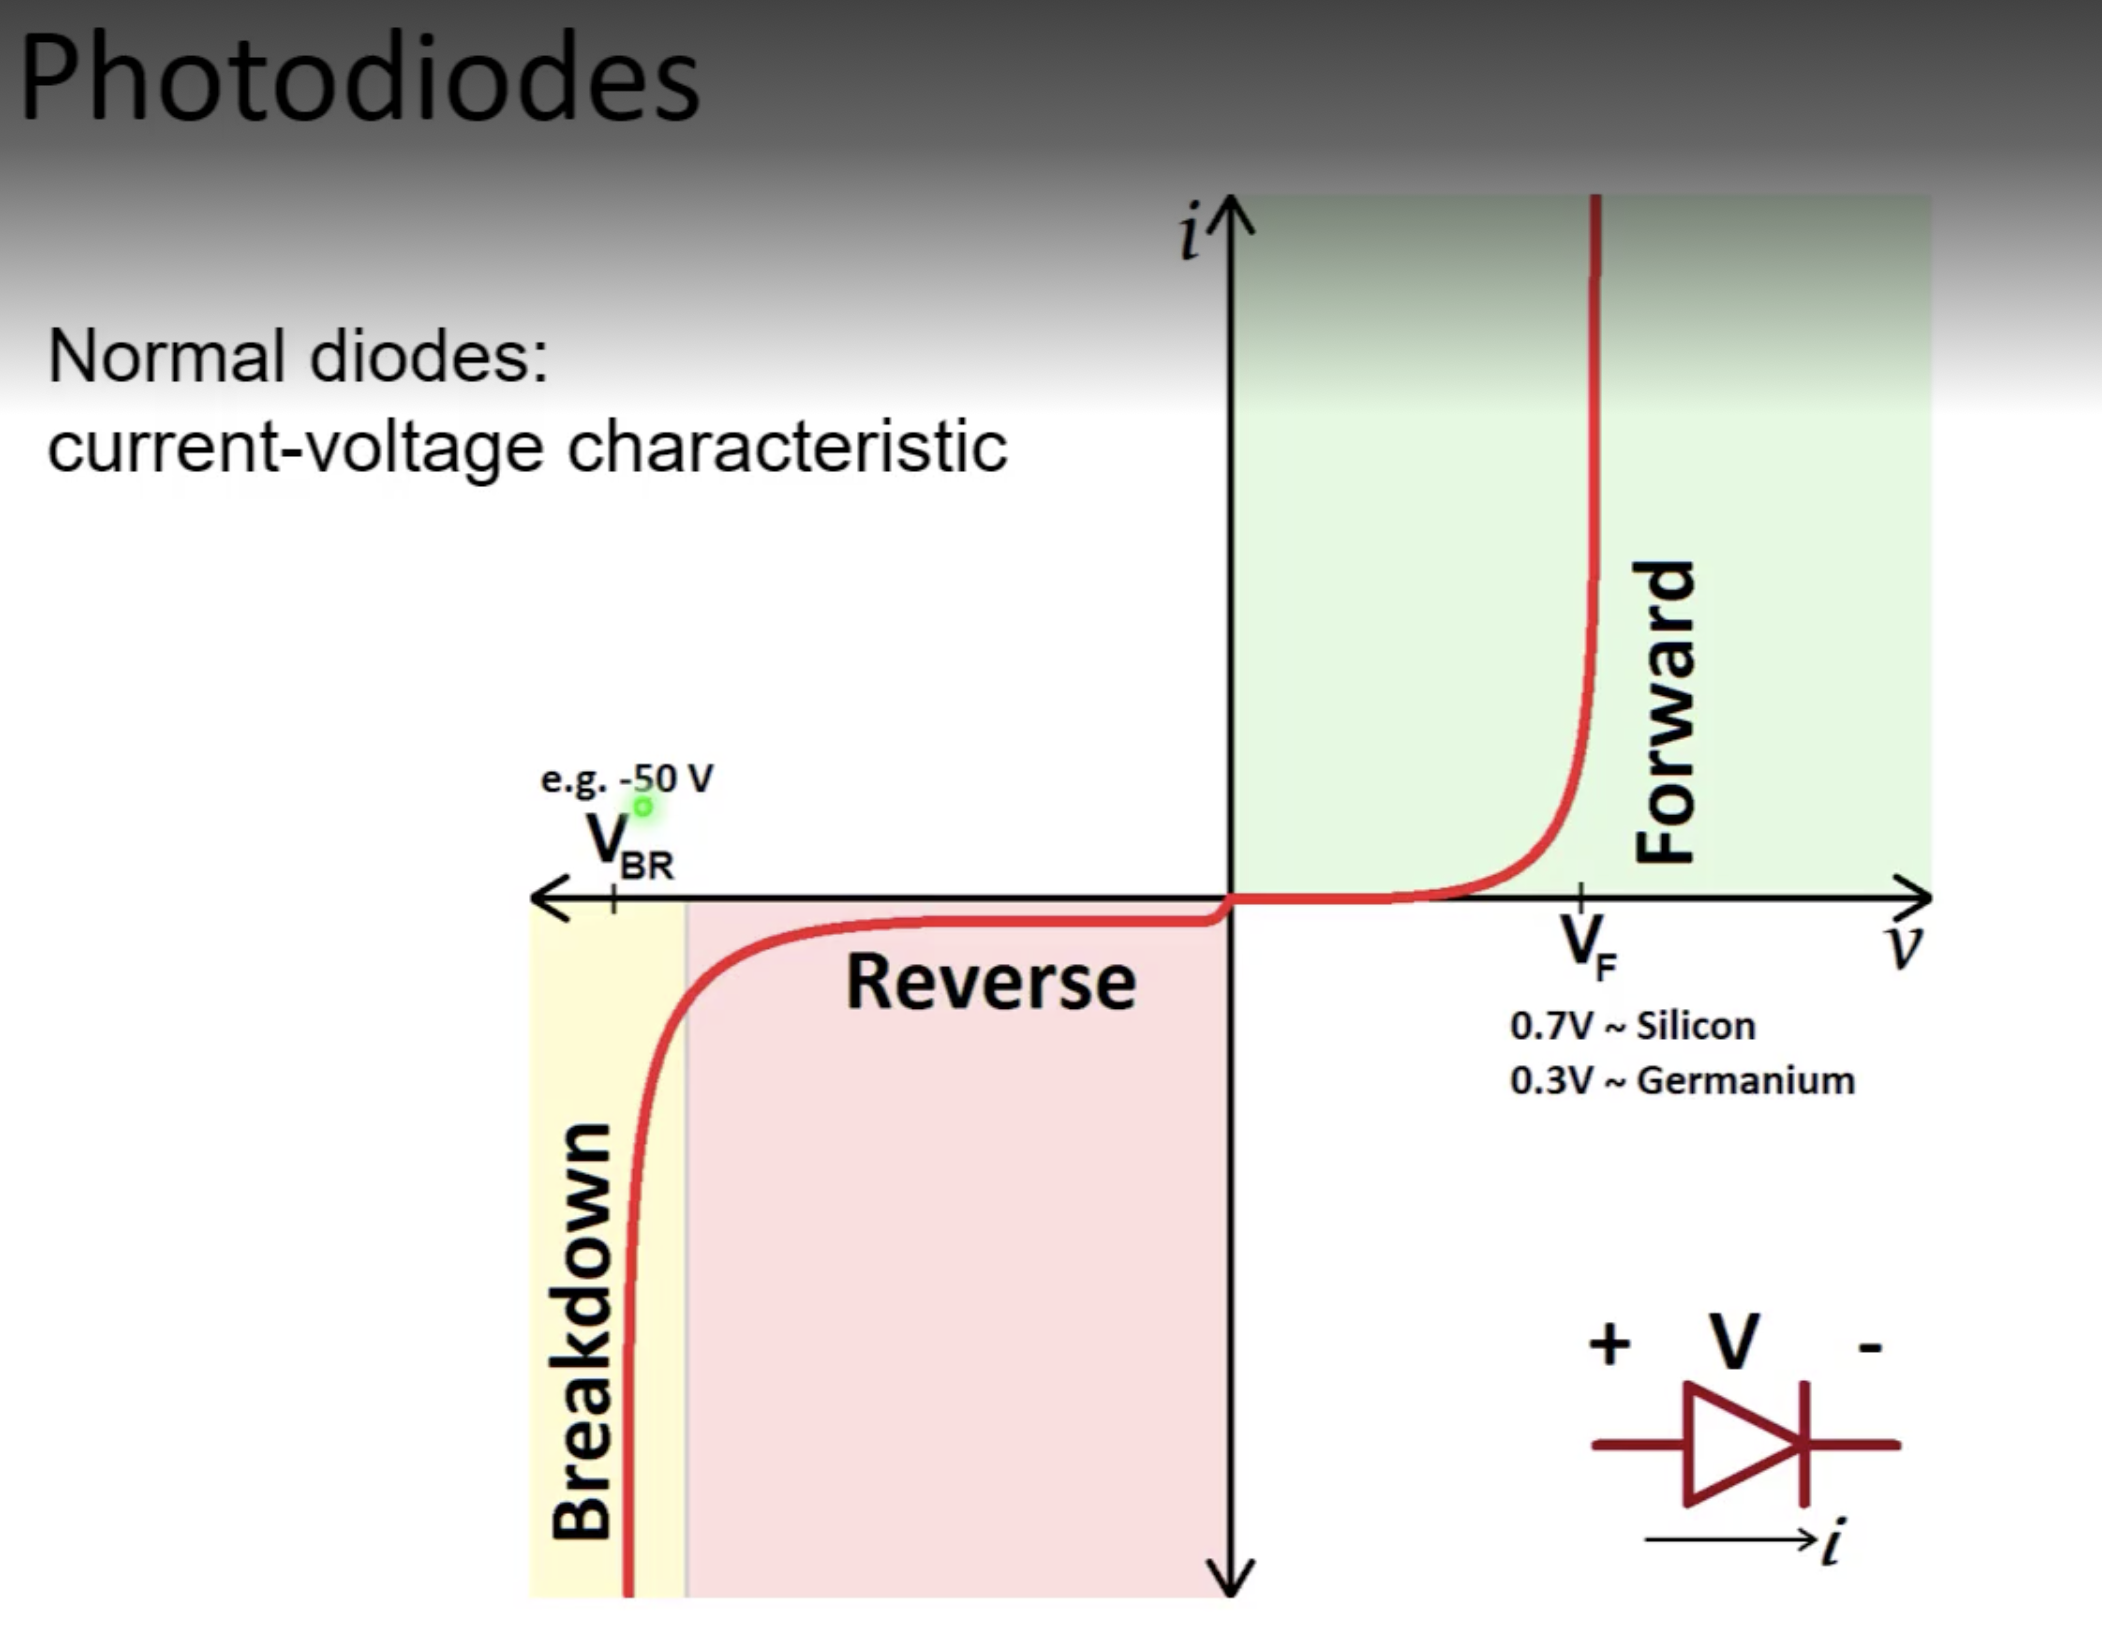 Photodiodes
Normal diodes:
current-voltage characteristic
i
Forward
e.g. -50 V
VBR
VF
v
0.7V ~ Silicon
0.3V ~ Germanium
Reverse
Breakdown
+ V -
i